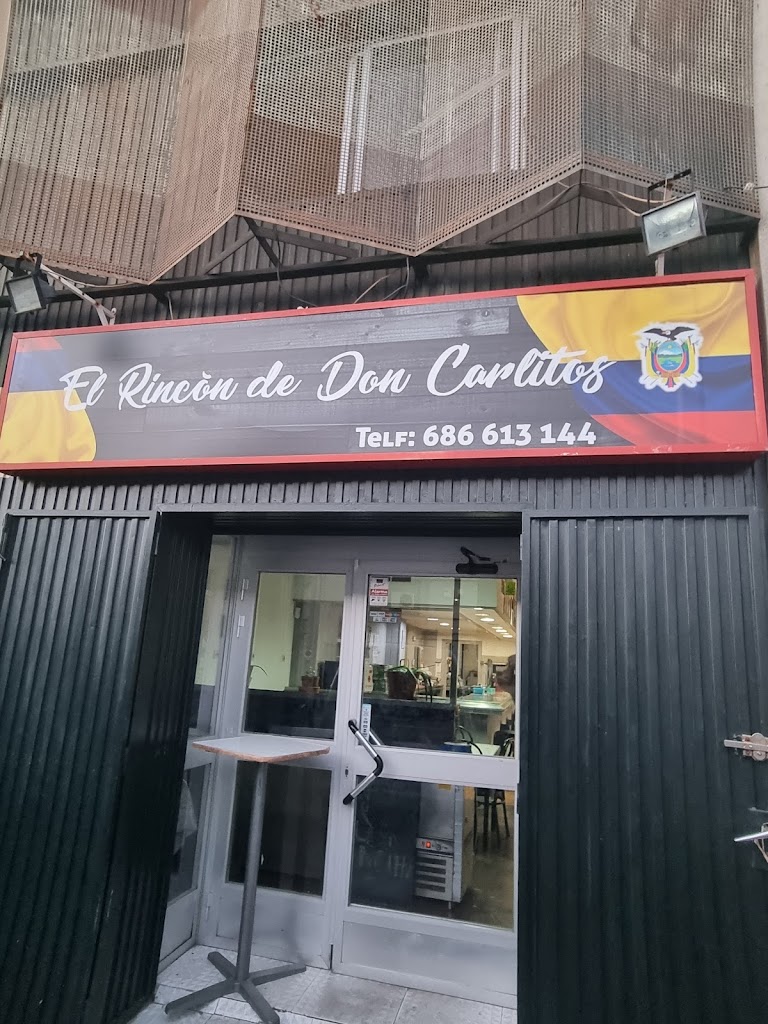 El Rincòn de Don Carlitos
Telf: 686 613 144